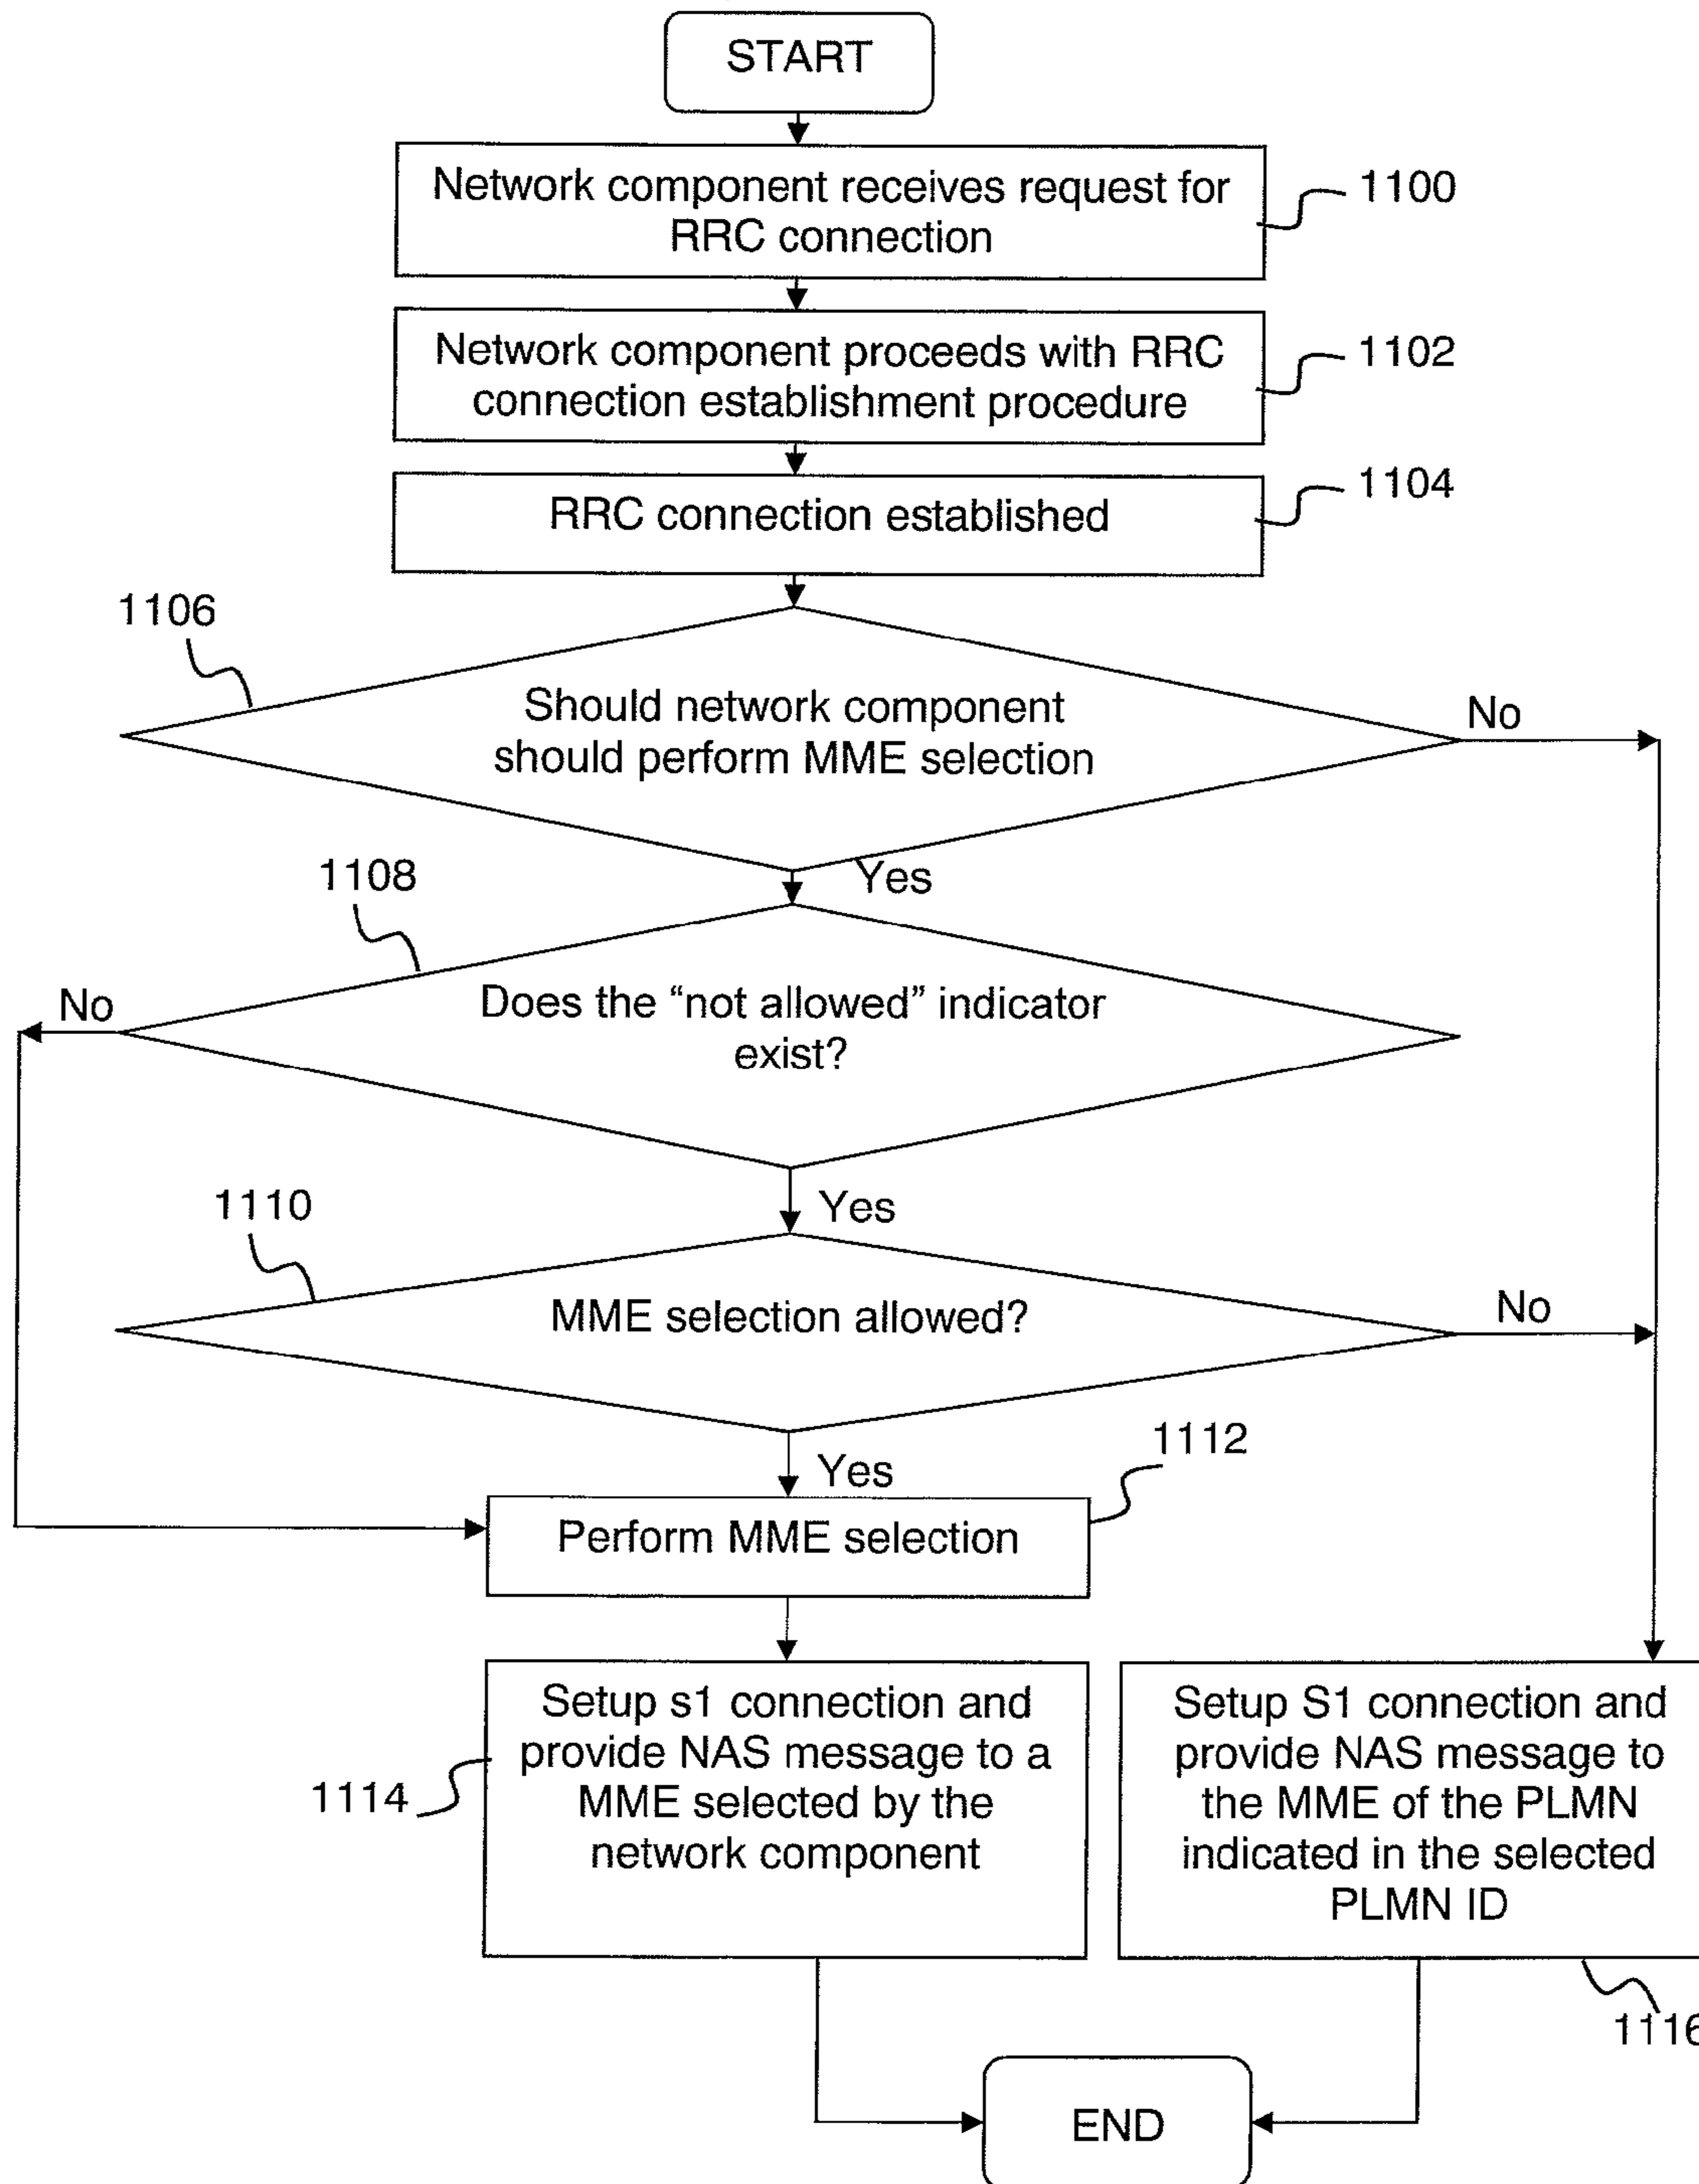 START
Network component receives request for
RRC connection
1100
Network component proceeds with RRC
connection establishment procedure
1102
RRC connection established
1104
1106
Should network component
should perform MME selection
No
Yes
1108
No
Does the “not allowed” indicator
exist?
Yes
1110
MME selection allowed?
No
Yes
1112
Perform MME selection
Setup s1 connection and
provide NAS message to a
MME selected by the
network component
1114
Setup S1 connection and
provide NAS message to
the MME of the PLMN
indicated in the selected
PLMN ID
1116
END